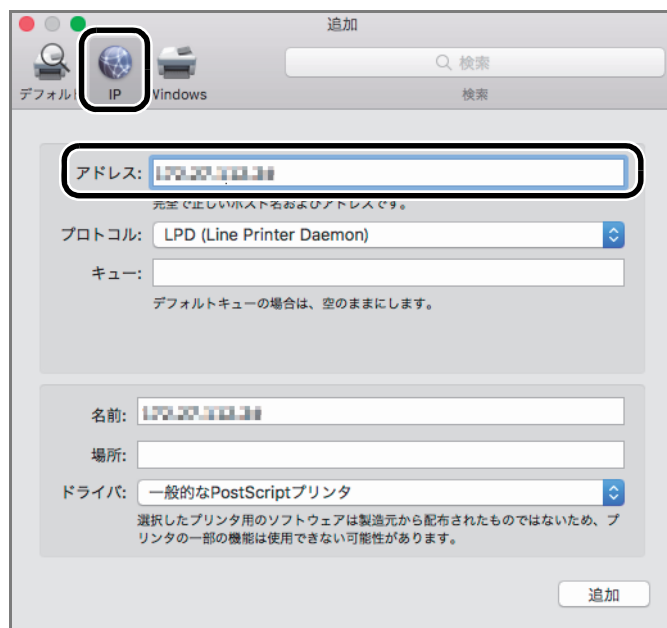 追加
デフォル
IP
Windows
検索
検索
アドレス:
完全で正しいホスト名およびアドレスです。
プロトコル: LPD (Line Printer Daemon)
キュー:
デフォルトキューの場合は、空のままにします。
名前:
場所:
ドライバ: 一般的なPostScriptプリンタ
選択したプリンタ用のソフトウェアは製造元から配布されたものではないため、プ
リンタの一部の機能は使用できない可能性があります。
追加